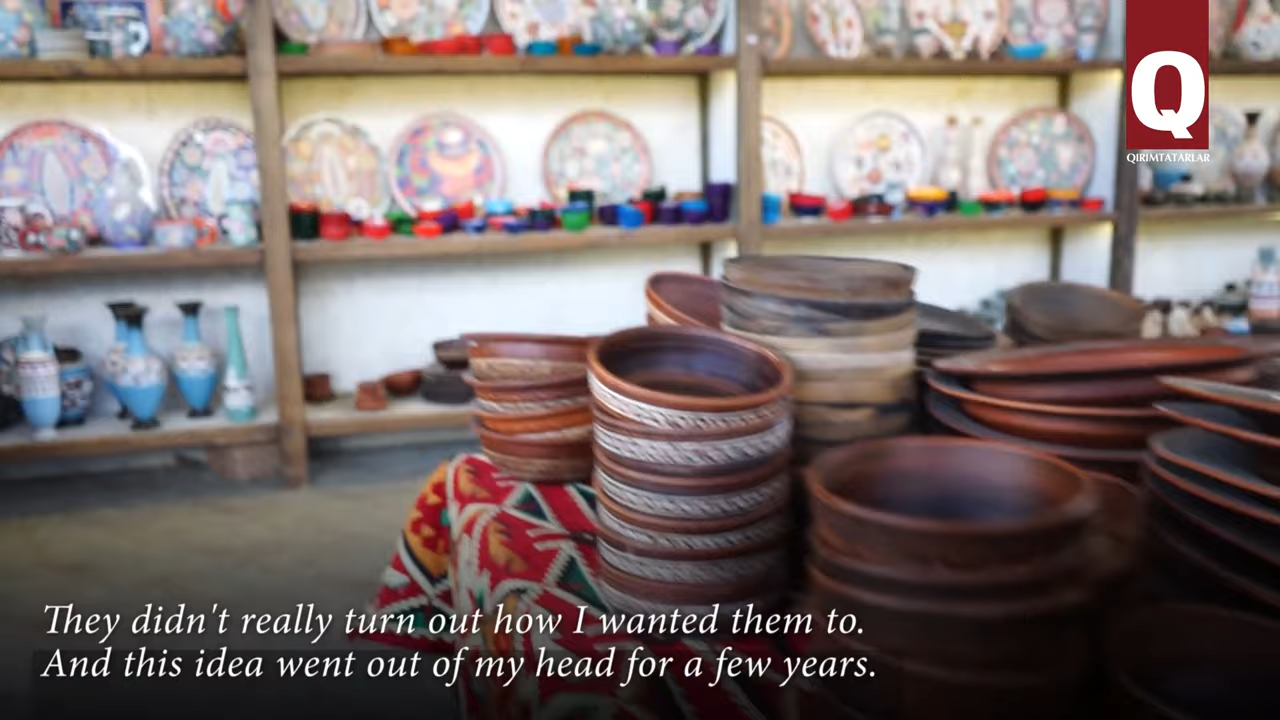 Q
QIRIMTATARLAR
They didn't really turn out how I wanted them to.
And this idea went out of my head for a few years.